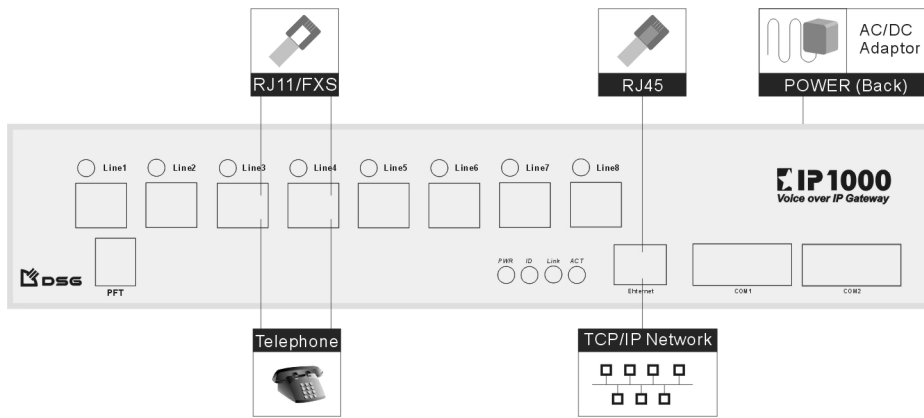 AC/DC
Adaptor
RJ11/FXS
RJ45
POWER (Back)
Line1 Line2 Line3 Line4 Line5 Line6 Line7 Line8
IP1000
Voice over IP Gateway
PWR ID Link ACT
DSG
PFT
Ehternet
COM1
COM2
Telephone
TCP/IP Network